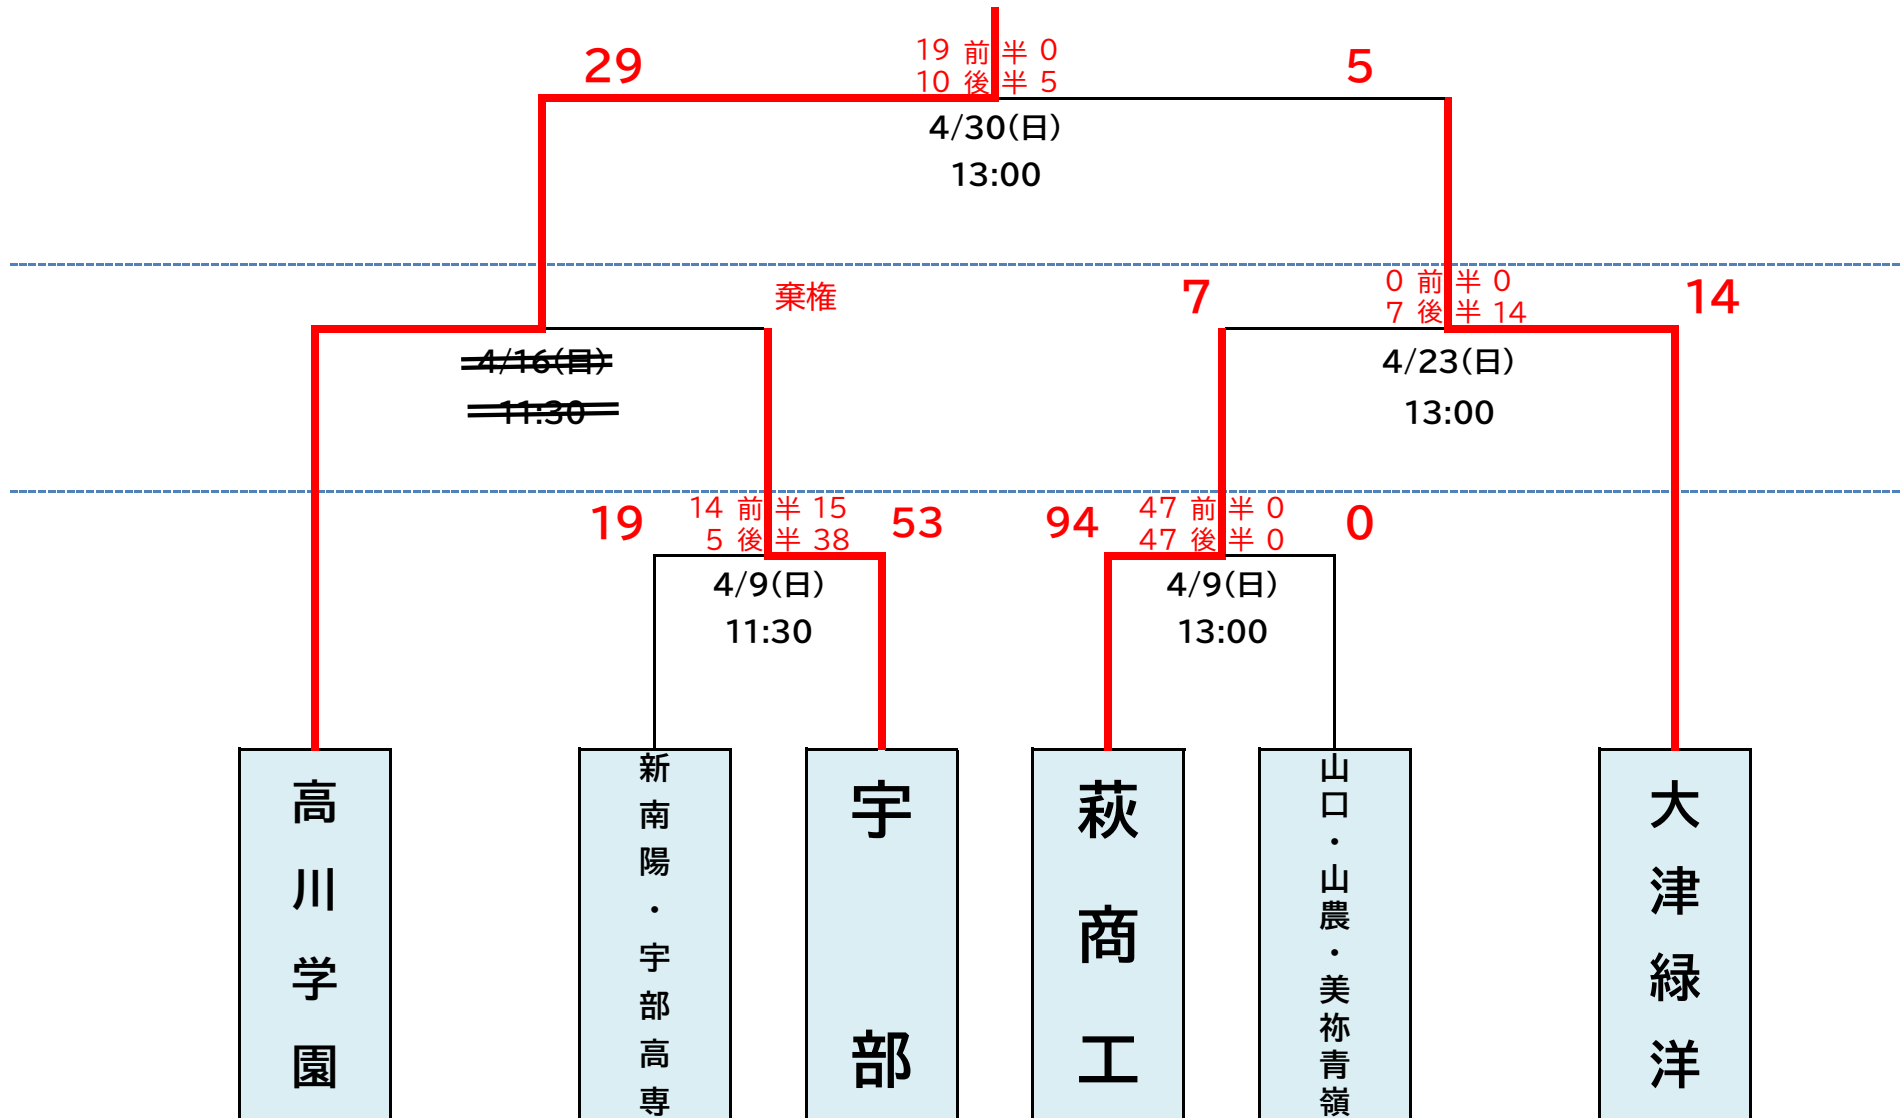 29
19 前半 0
10 後半 5
5
4/30(日)
13:00
棄権
7
0 前半 0
7 後半 14
14
4/16(日)
11:30
4/23(日)
13:00
19
14 前半 15
5 後半 38
53
94
47 前半 0
47 後半 0
0
4/9(日)
11:30
4/9(日)
13:00
高川学園
新南陽・宇部高専
宇部
萩商工
山口・山農・美祢青嶺
大津緑洋